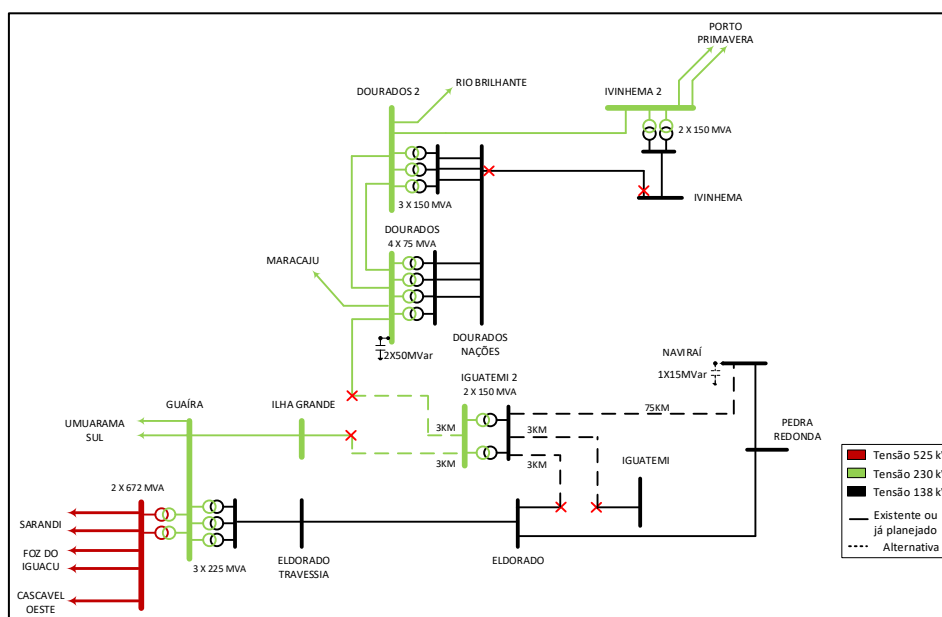 PORTO
PRIMAVERA
RIO BRILHANTE
DOURADOS 2
IVINHEMA 2
2 X 150 MVA
3 X 150 MVA
IVINHEMA
DOURADOS
4 X 75 MVA
MARACAJU
DOURADOS
NAÇÕES
2X50MVar
NAVIRAÍ
1X15MVar
IGUATEMI 2
2 X 150 MVA
75KM
GUAÍRA
ILHA GRANDE
UMUARAMA
SUL
3KM
3KM
3KM
3KM
PEDRA
REDONDA
IGUATEMI
2 X 672 MVA
SARANDI
FOZ DO
IGUACU
CASCAVEL
OESTE
3 X 225 MVA
ELDORADO
TRAVESSIA
ELDORADO
Tensão 525 k
Tensão 230 k
Tensão 138 k
Existente ou
já planejado
Alternativa